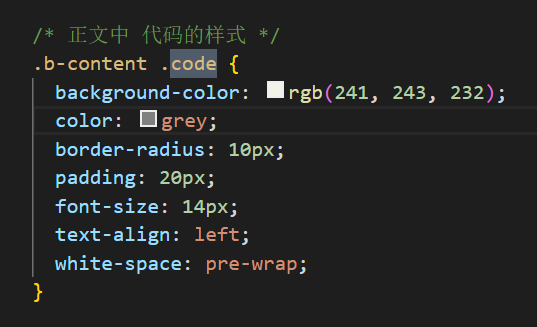 /* 正文中 代码的样式 */
.b-content .code {
background-color: rgb(241, 243, 232);
color: grey;
border-radius: 10px;
padding: 20px;
font-size: 14px;
text-align: left;
white-space: pre-wrap;
}